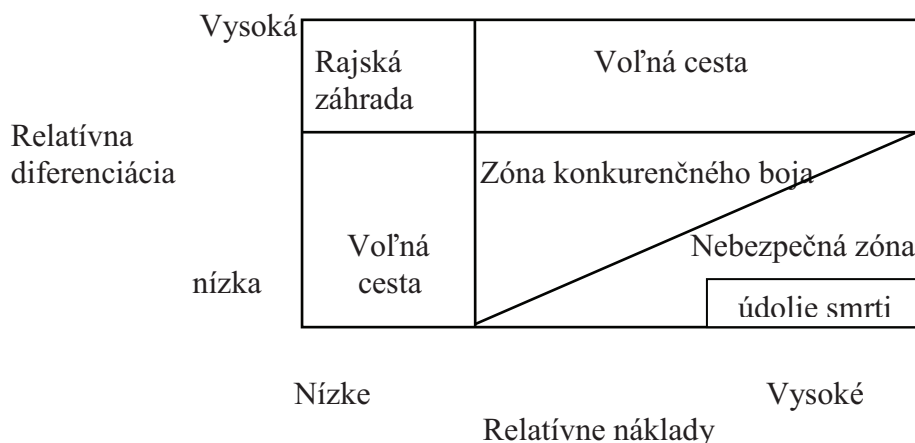 Vysoká
Rajská
záhrada
Voľná cesta
Relatívna
diferenciácia
Zóna konkurenčného boja
Voľná
cesta
Nebezpečná zóna
nízka
údolie smrti
Nízke
Vysoké
Relatívne náklady